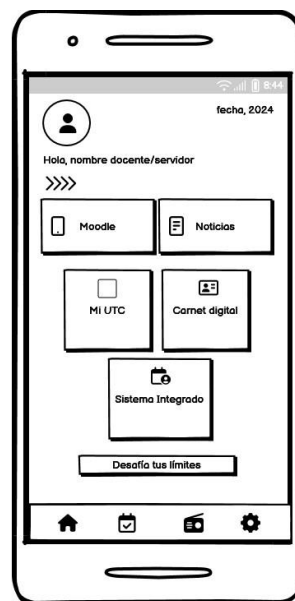 8:44
fecha, 2024
Hola, nombre docente/servidor
>>>>
Moodle
Noticias
Mi UTC
Carnet digital
Sistema Integrado
Desafía tus límites